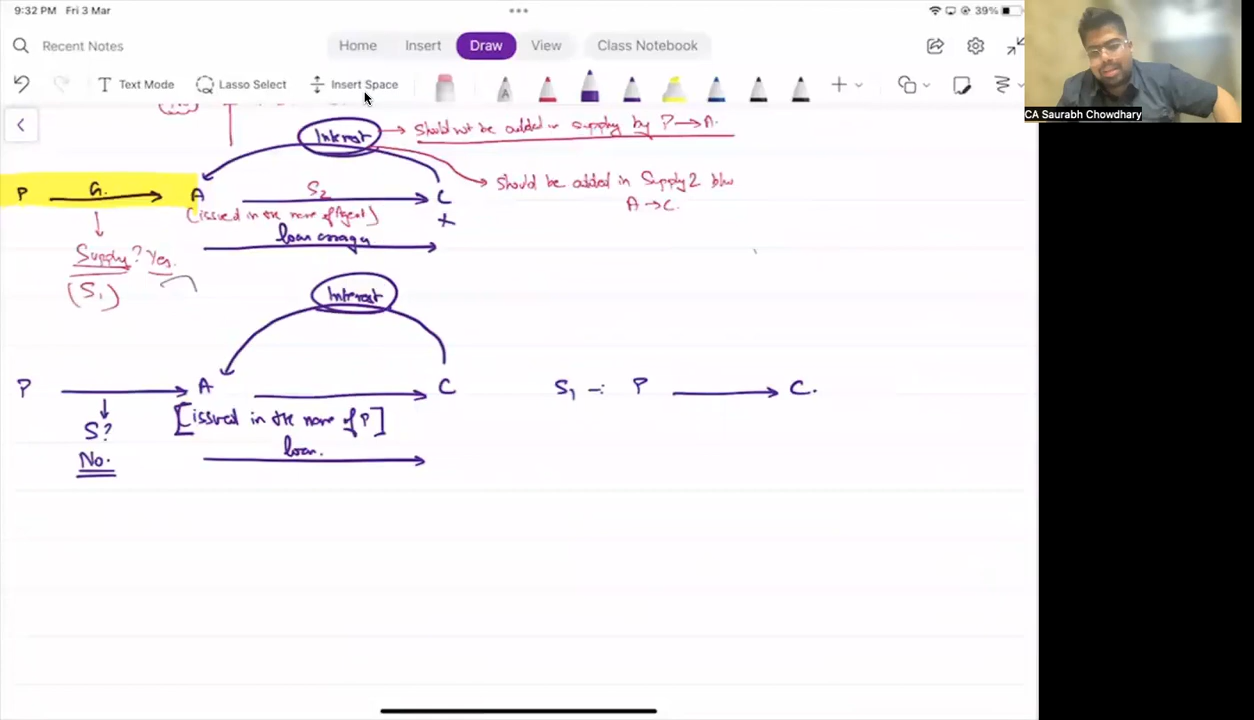 9:32 PM Fri 3 Mar
39%
Recent Notes
Home Insert Draw View Class Notebook
Text Mode Lasso Select Insert Space
CA Saurabh Chowdhary
Interest → Should not be added in supply by P → A.
P G. A S2 C
Should be added in Supply 2 blw
A → C.
(issued in the name of Agent)
loan
Supply? Yes.
(S1)
Interest
P A C S1 -: P C.
S?
[issued in the name of P]
No.
loan.